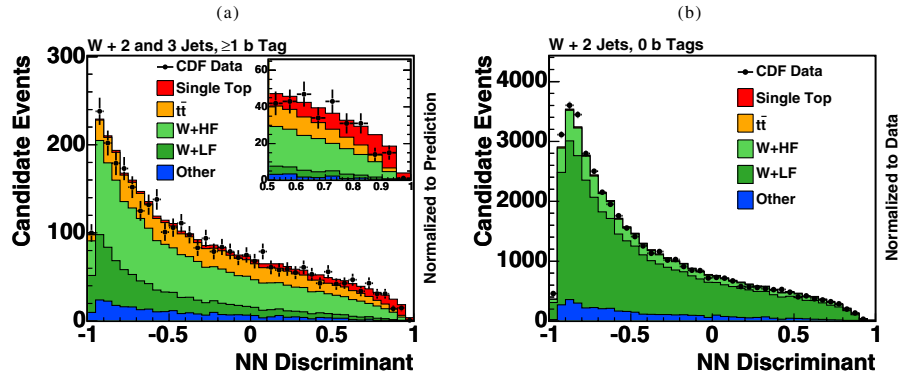 (a)
W + 2 and 3 Jets, ≥1 b Tag
Candidate Events
300
200
100
0
CDF Data
Single Top
tt̄
W+HF
W+LF
Other
60
40
20
0
0.5 0.6 0.7 0.8 0.9 1
-1 -0.5 0 0.5 1
NN Discriminant
Normalized to Prediction
(b)
W + 2 Jets, 0 b Tags
Candidate Events
4000
3000
2000
1000
0
CDF Data
Single Top
tt̄
W+HF
W+LF
Other
-1 -0.5 0 0.5 1
NN Discriminant
Normalized to Data